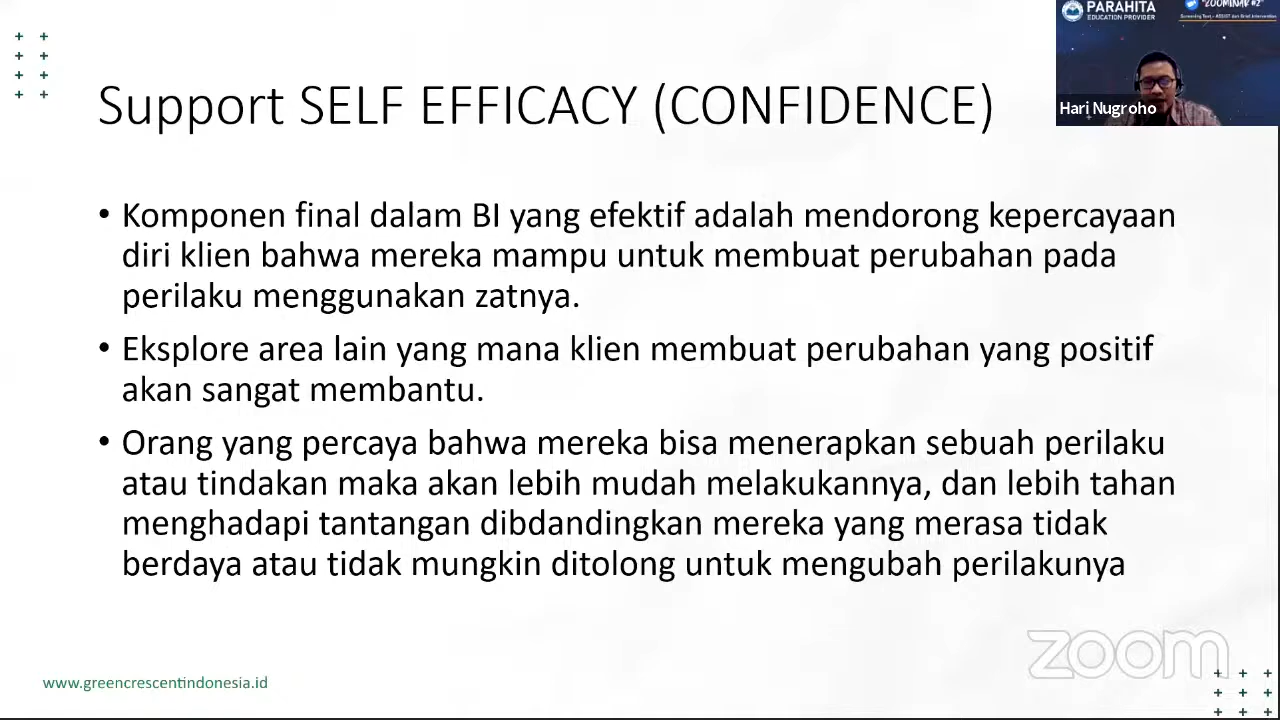 PARAHITA
EDUCATION PROVIDER
"ZOOMINAR #2"
Screening Test - ASSIST dan Brief Intervention
Hari Nugroho
Support SELF EFFICACY (CONFIDENCE)
• Komponen final dalam BI yang efektif adalah mendorong kepercayaan
diri klien bahwa mereka mampu untuk membuat perubahan pada
perilaku menggunakan zatnya.
• Eksplore area lain yang mana klien membuat perubahan yang positif
akan sangat membantu.
• Orang yang percaya bahwa mereka bisa menerapkan sebuah perilaku
atau tindakan maka akan lebih mudah melakukannya, dan lebih tahan
menghadapi tantangan dibdandingkan mereka yang merasa tidak
berdaya atau tidak mungkin ditolong untuk mengubah perilakunya
zoom
www.greencrescentindonesia.id